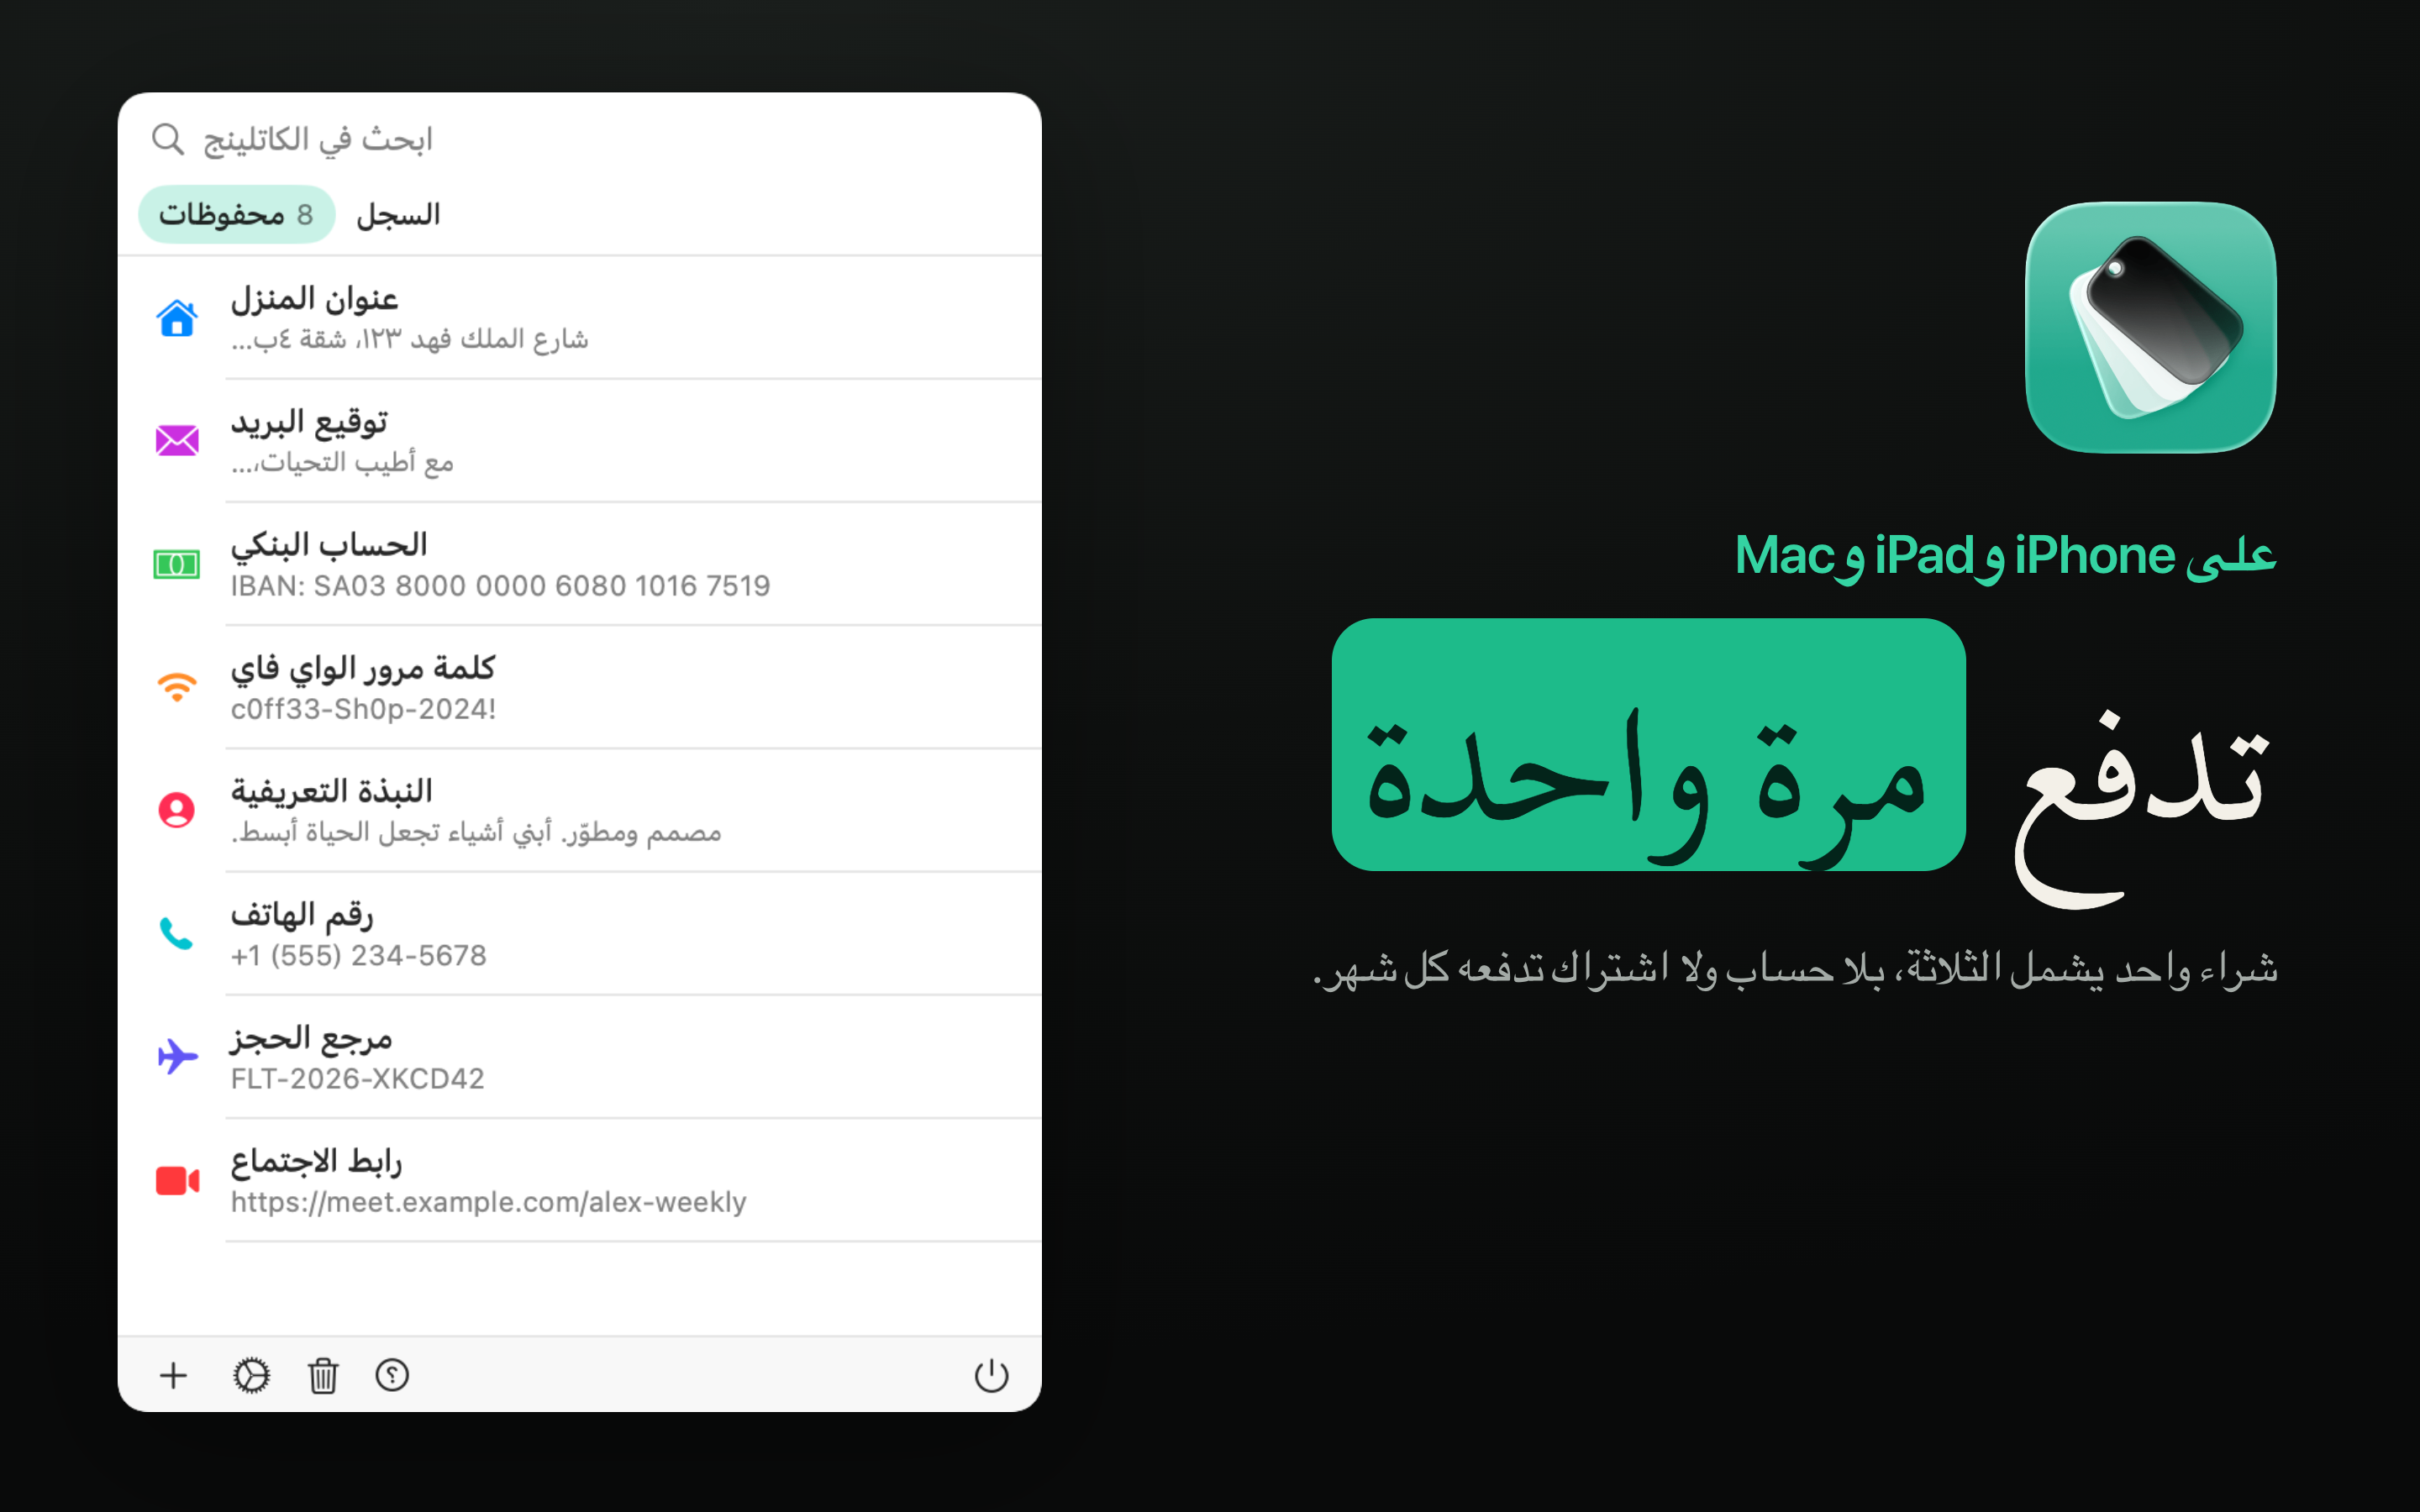 على iPhone وiPad وMac
تدفع مرة واحدة
شراء واحد يشمل الثلاثة، بلا حساب ولا اشتراك تدفعه كل شهر.
ابحث في الكاتلينج
محفوظات 8
السجل
عنوان المنزل
شارع الملك فهد ١٢٣، شقة ٤ب...
توقيع البريد
مع أطيب التحيات،...
الحساب البنكي
IBAN: SA03 8000 0000 6080 1016 7519
كلمة مرور الواي فاي
c0ff33-Sh0p-2024!
النبذة التعريفية
مصمم ومطوّر. أبني أشياء تجعل الحياة أبسط.
رقم الهاتف
+1 (555) 234-5678
مرجع الحجز
FLT-2026-XKCD42
رابط الاجتماع
https://meet.example.com/alex-weekly